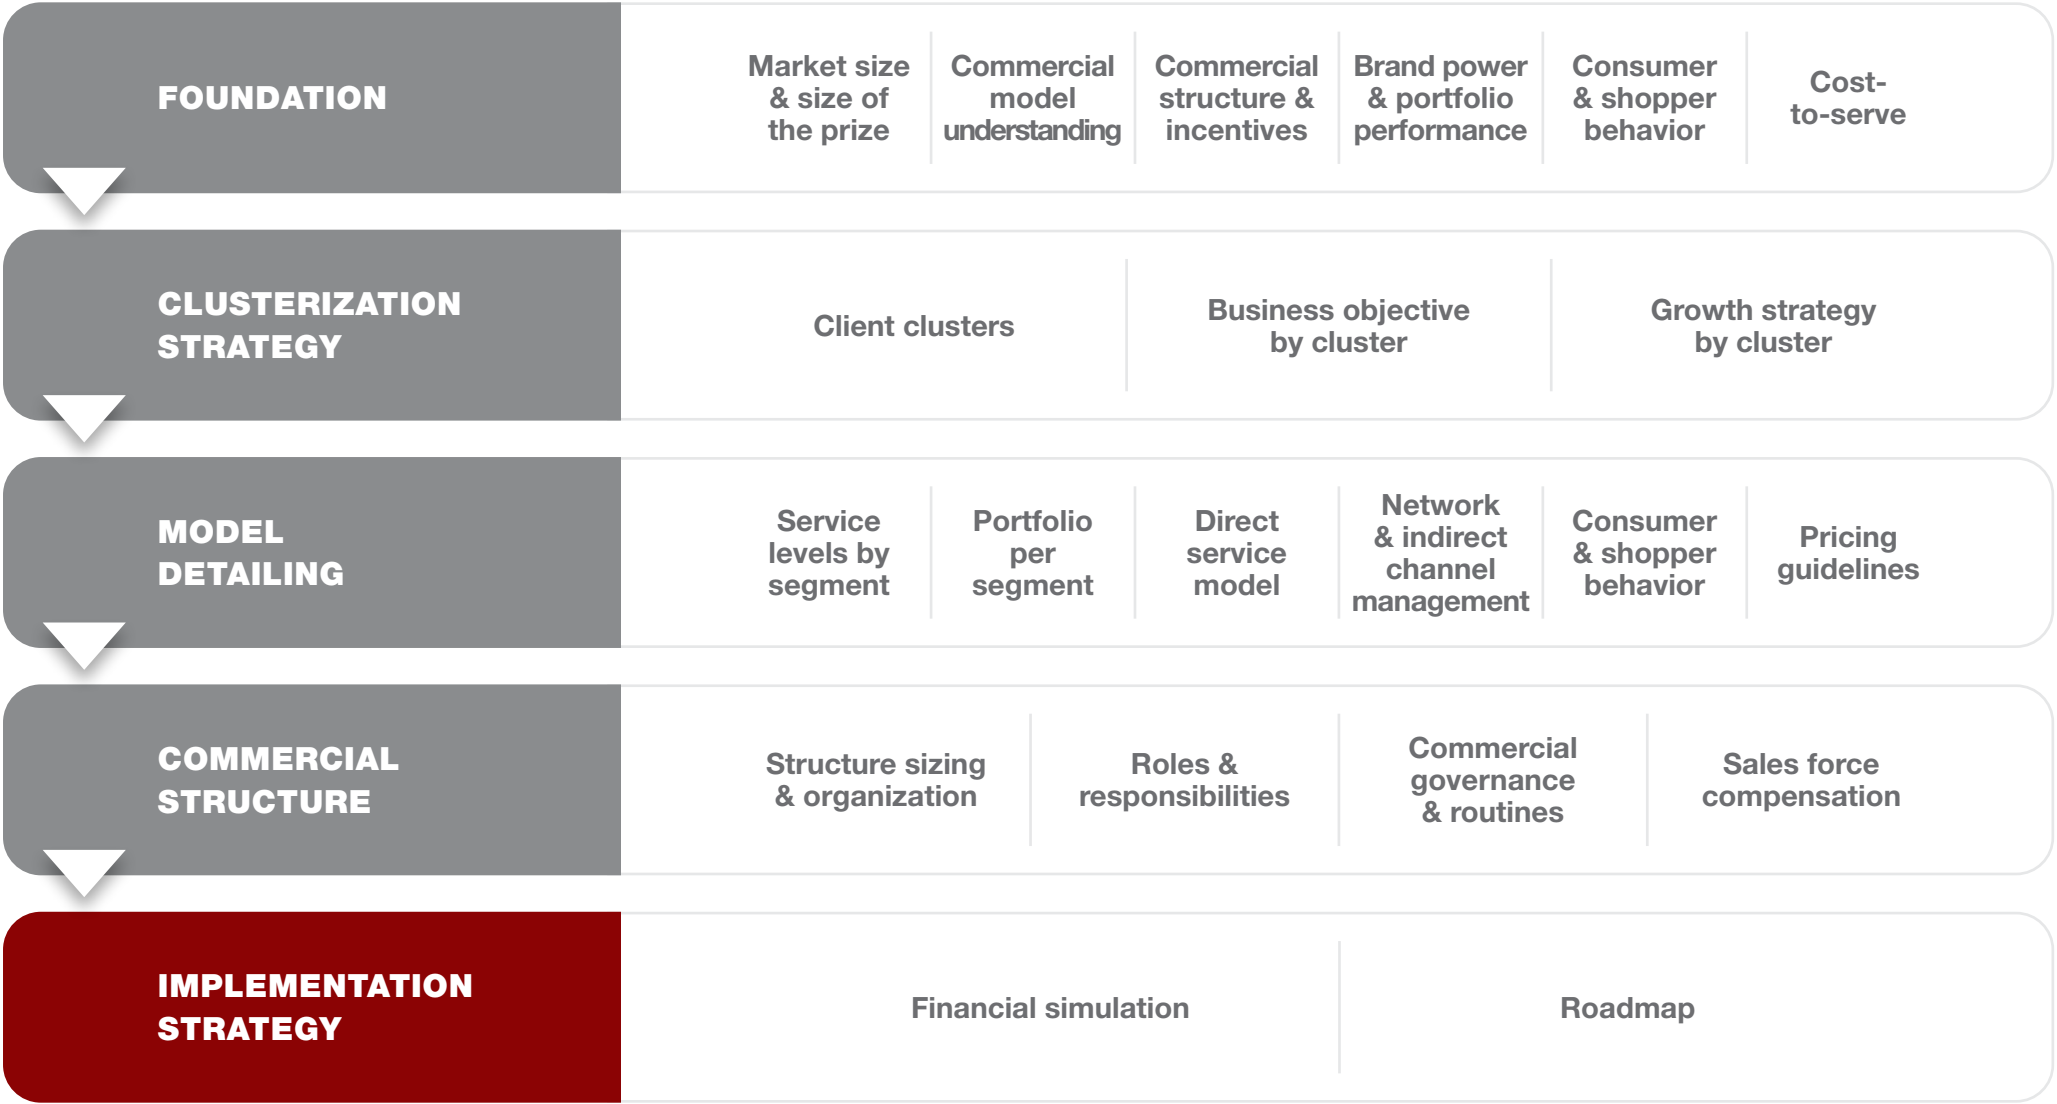 FOUNDATION
Market size
& size of
the prize
Commercial
model
understanding
Commercial
structure &
incentives
Brand power
& portfolio
performance
Consumer
& shopper
behavior
Cost-
to-serve
CLUSTERIZATION
STRATEGY
Client clusters
Business objective
by cluster
Growth strategy
by cluster
MODEL
DETAILING
Service
levels by
segment
Portfolio
per
segment
Direct
service
model
Network
& indirect
channel
management
Consumer
& shopper
behavior
Pricing
guidelines
COMMERCIAL
STRUCTURE
Structure sizing
& organization
Roles &
responsibilities
Commercial
governance
& routines
Sales force
compensation
IMPLEMENTATION
STRATEGY
Financial simulation
Roadmap